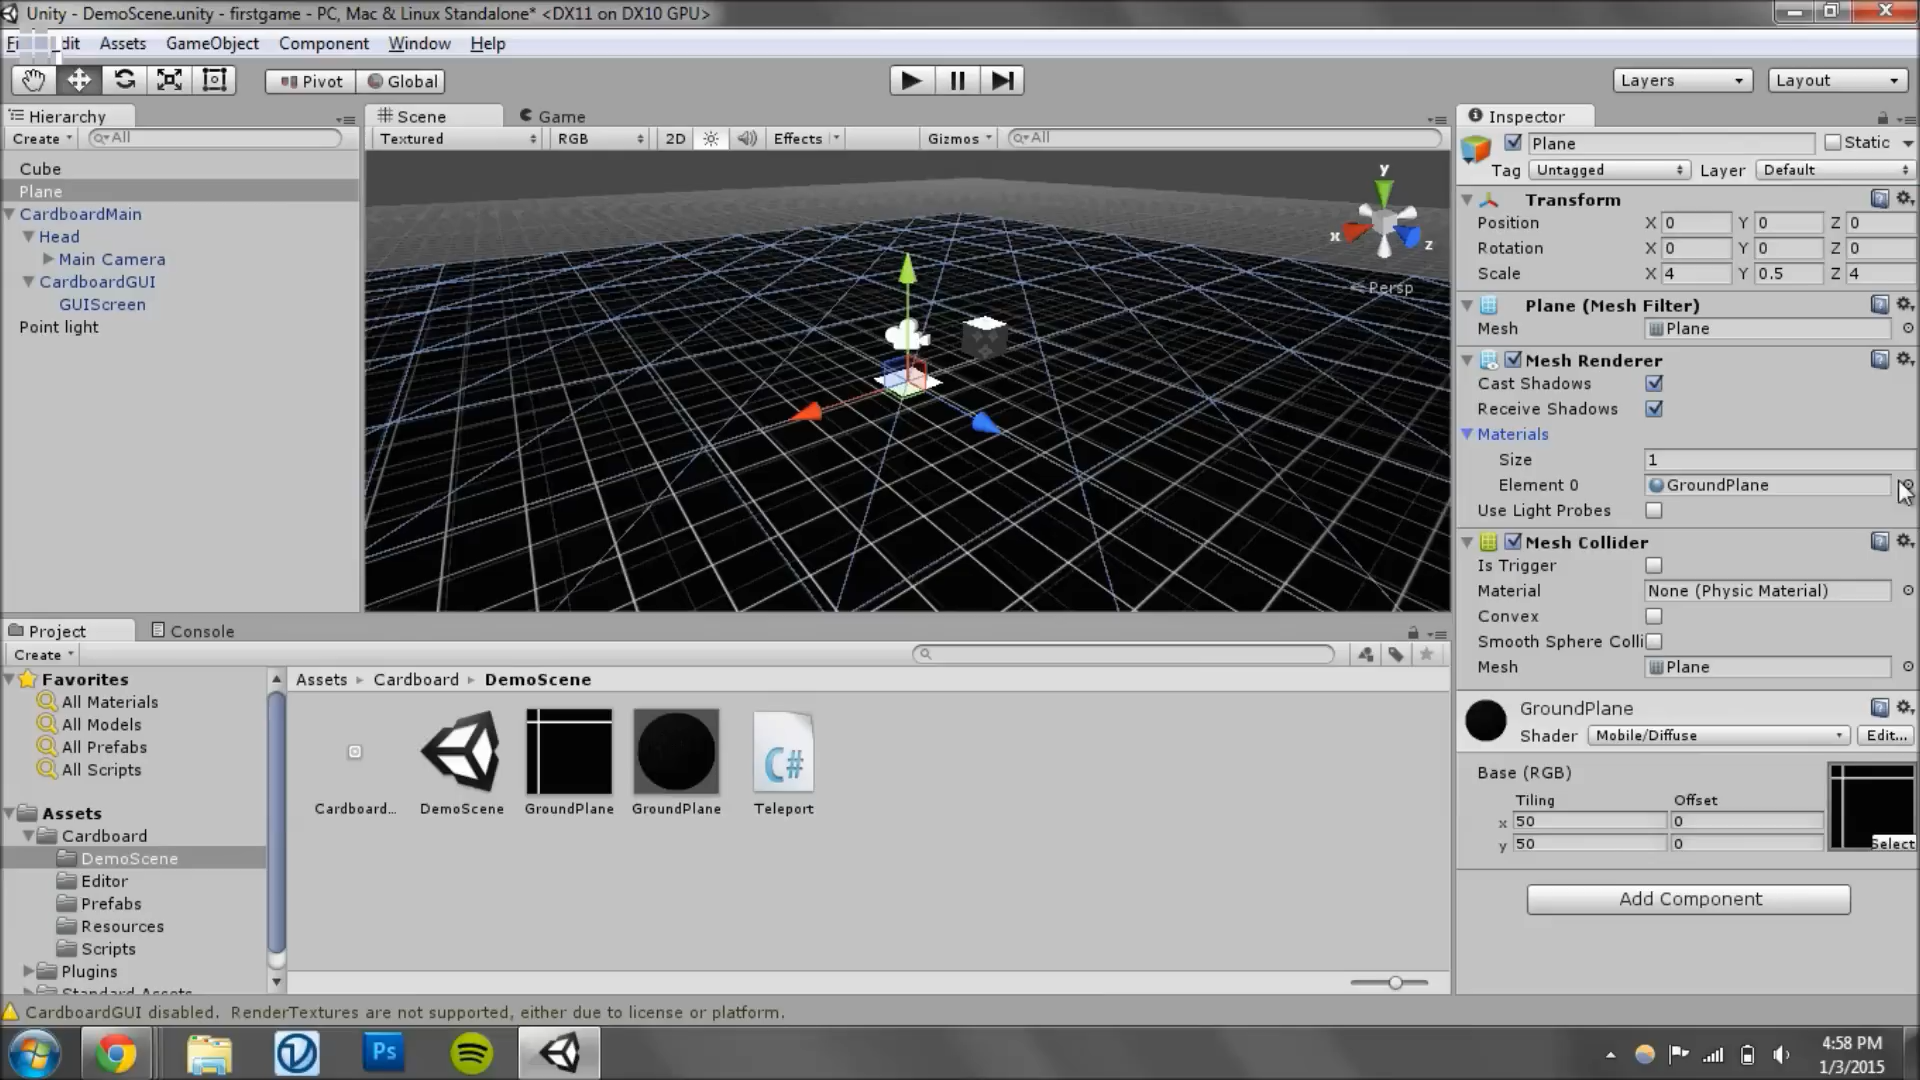 Unity - DemoScene.unity - firstgame - PC, Mac & Linux Standalone* <DX11 on DX10 GPU>
Assets GameObject Component Window Help
Pivot Global Layers Layout
Hierarchy
Create All
Cube
Plane
CardboardMain
Head
Main Camera
CardboardGUI
GUIScreen
Point light
Scene Game
Textured RGB 2D Effects Gizmos All
y
x
z
Persp
Inspector
Plane Static
Tag Untagged Layer Default
Transform
Position X 0 Y 0 Z 0
Rotation X 0 Y 0 Z 0
Scale X 4 Y 0.5 Z 4
Plane (Mesh Filter)
Mesh Plane
Mesh Renderer
Cast Shadows
Receive Shadows
Materials
Size 1
Element 0 GroundPlane
Use Light Probes
Mesh Collider
Is Trigger
Material None (Physic Material)
Convex
Smooth Sphere Colli
Mesh Plane
GroundPlane
Shader Mobile/Diffuse Edit...
Base (RGB)
Tiling Offset
x 50 0
y 50 0
Select
Add Component
Project Console
Create
Favorites
All Materials
All Models
All Prefabs
All Scripts
Assets
Cardboard
DemoScene
Editor
Prefabs
Resources
Scripts
Plugins
Standard Assets
Assets Cardboard DemoScene
C#
Cardboard... DemoScene GroundPlane GroundPlane Teleport
CardboardGUI disabled. RenderTextures are not supported, either due to license or platform.
Ps
4:58 PM
1/3/2015